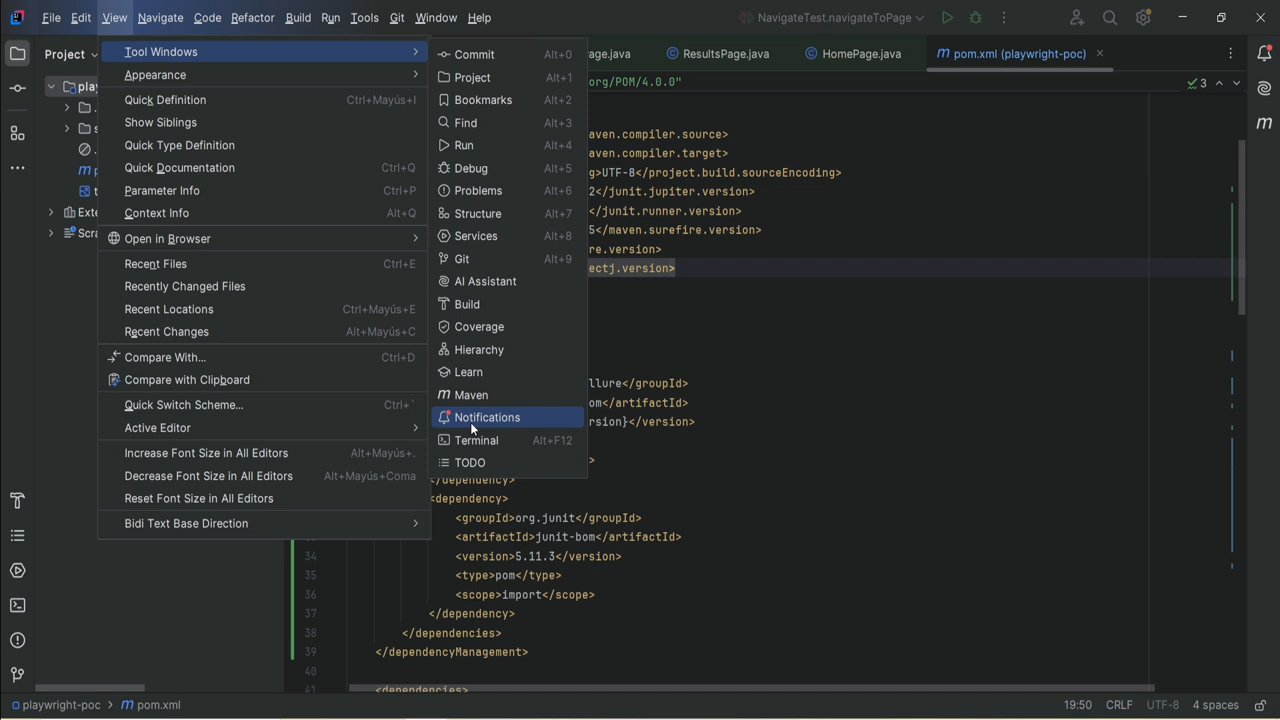 File Edit View Navigate Code Refactor Build Run Tools Git Window Help
NavigateTest.navigateToPage
Project
Tool Windows
Appearance
Quick Definition Ctrl+Mayús+I
Show Siblings
Quick Type Definition
Quick Documentation Ctrl+Q
Parameter Info Ctrl+P
Context Info Alt+Q
Open in Browser
Recent Files Ctrl+E
Recently Changed Files
Recent Locations Ctrl+Mayús+E
Recent Changes Alt+Mayús+C
Compare With... Ctrl+D
Compare with Clipboard
Quick Switch Scheme... Ctrl+`
Active Editor
Increase Font Size in All Editors Alt+Mayús+.
Decrease Font Size in All Editors Alt+Mayús+Coma
Reset Font Size in All Editors
Bidi Text Base Direction
Commit Alt+0
Project Alt+1
Bookmarks Alt+2
Find Alt+3
Run Alt+4
Debug Alt+5
Problems Alt+6
Structure Alt+7
Services Alt+8
Git Alt+9
AI Assistant
Build
Coverage
Hierarchy
Learn
Maven
Notifications
Terminal Alt+F12
TODO
age.java ResultsPage.java HomePage.java pom.xml (playwright-poc)
org/POM/4.0.0" 3
aven.compiler.source>
aven.compiler.target>
g>UTF-8</project.build.sourceEncoding>
2</junit.jupiter.version>
</junit.runner.version>
5</maven.surefire.version>
re.version>
ectj.version>
llure</groupId>
om</artifactId>
rsion}</version>
>
</dependency>
<dependency>
<groupId>org.junit</groupId>
<artifactId>junit-bom</artifactId>
34 <version>5.11.3</version>
35 <type>pom</type>
36 <scope>import</scope>
37 </dependency>
38 </dependencies>
39 </dependencyManagement>
40
41 <dependencies>
play
Exte
Scra
playwright-poc > pom.xml 19:50 CRLF UTF-8 4 spaces